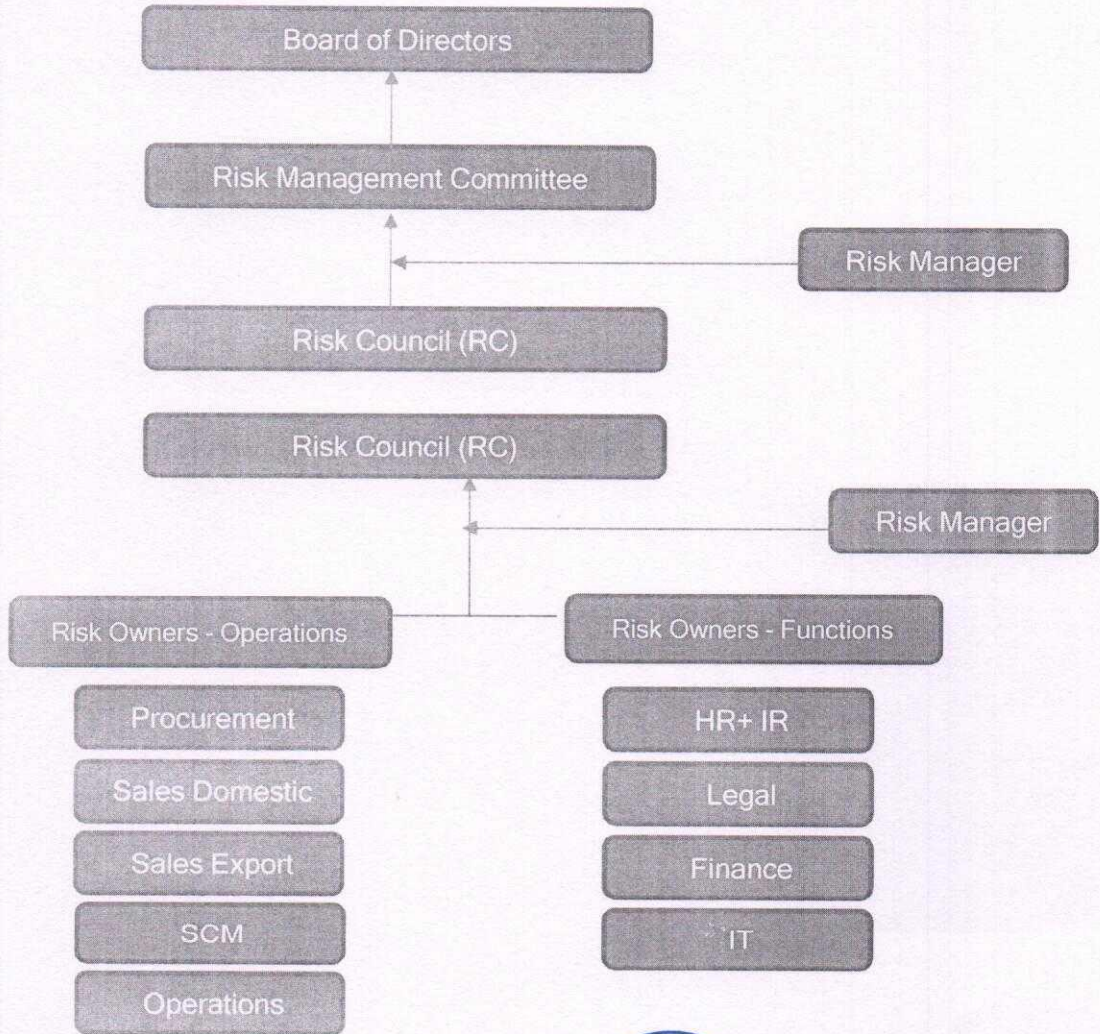 Board of Directors
Risk Management Committee
Risk Manager
Risk Council (RC)
Risk Council (RC)
Risk Manager
Risk Owners - Operations
Risk Owners - Functions
Procurement
HR+ IR
Sales Domestic
Legal
Sales Export
Finance
SCM
IT
Operations